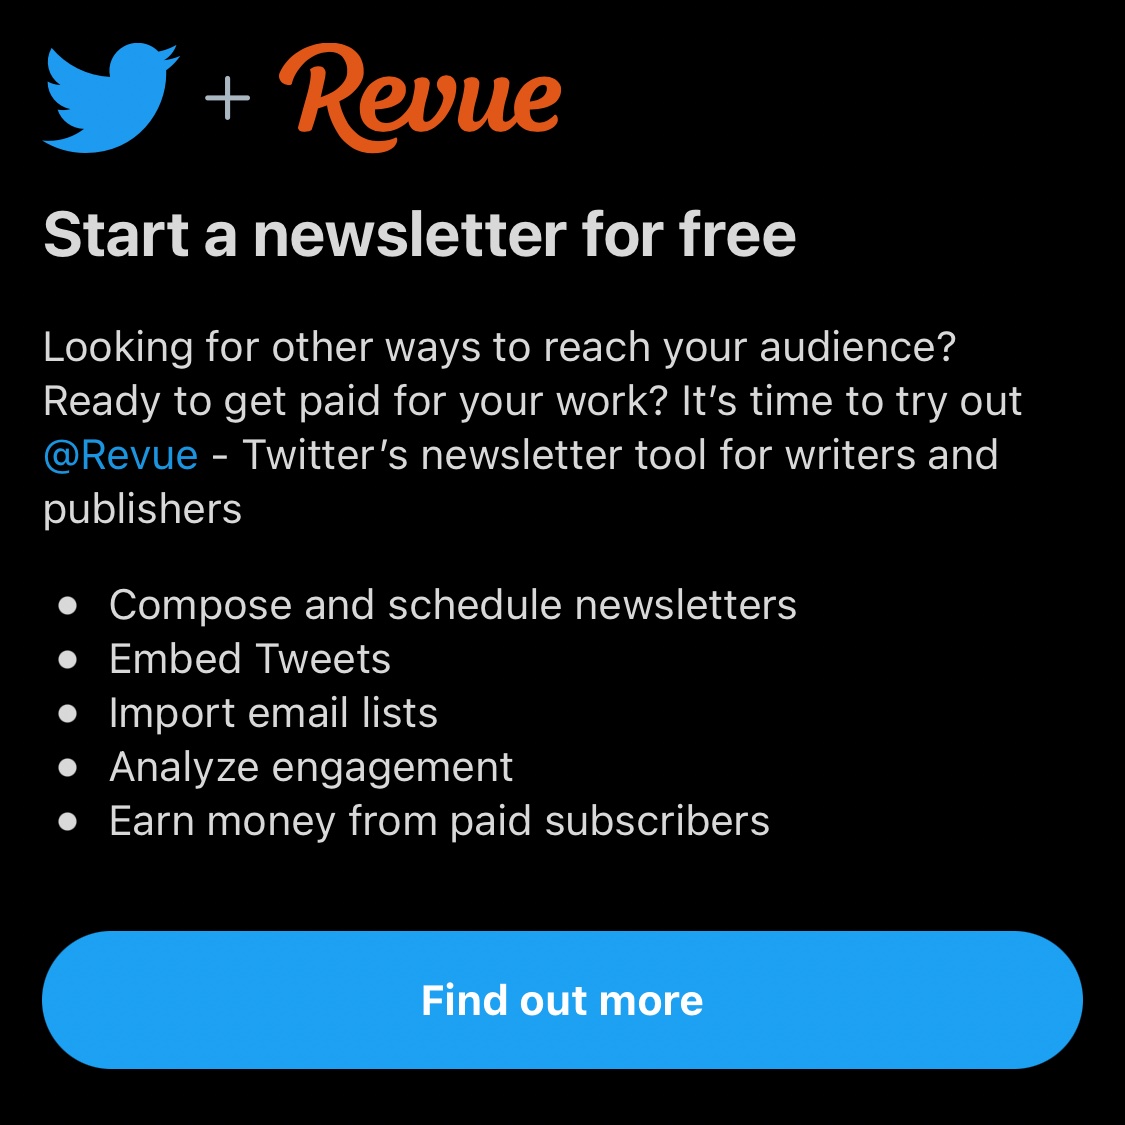 + Revue
Start a newsletter for free
Looking for other ways to reach your audience?
Ready to get paid for your work? It’s time to try out
@Revue - Twitter’s newsletter tool for writers and
publishers
• Compose and schedule newsletters
• Embed Tweets
• Import email lists
• Analyze engagement
• Earn money from paid subscribers
Find out more